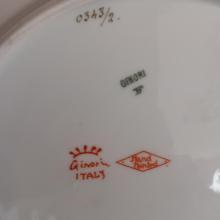 0343/2.
GINORI
Ginori
ITALY
Hand
Painted